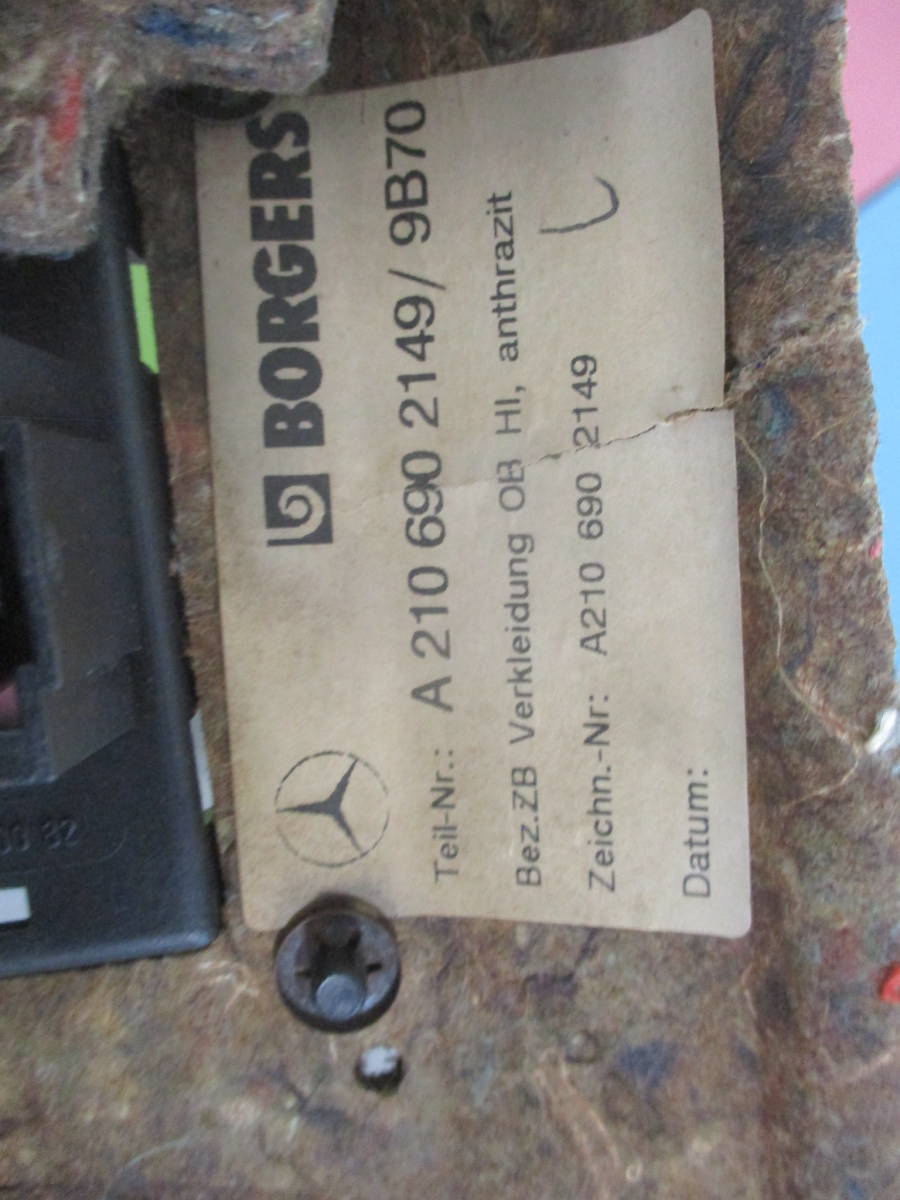 BORGERS
Teil-Nr.: A 210 690 2149/ 9B70
Bez.ZB Verkleidung OB HI, anthrazit
Zeichn.-Nr: A210 690 2149
Datum:
L